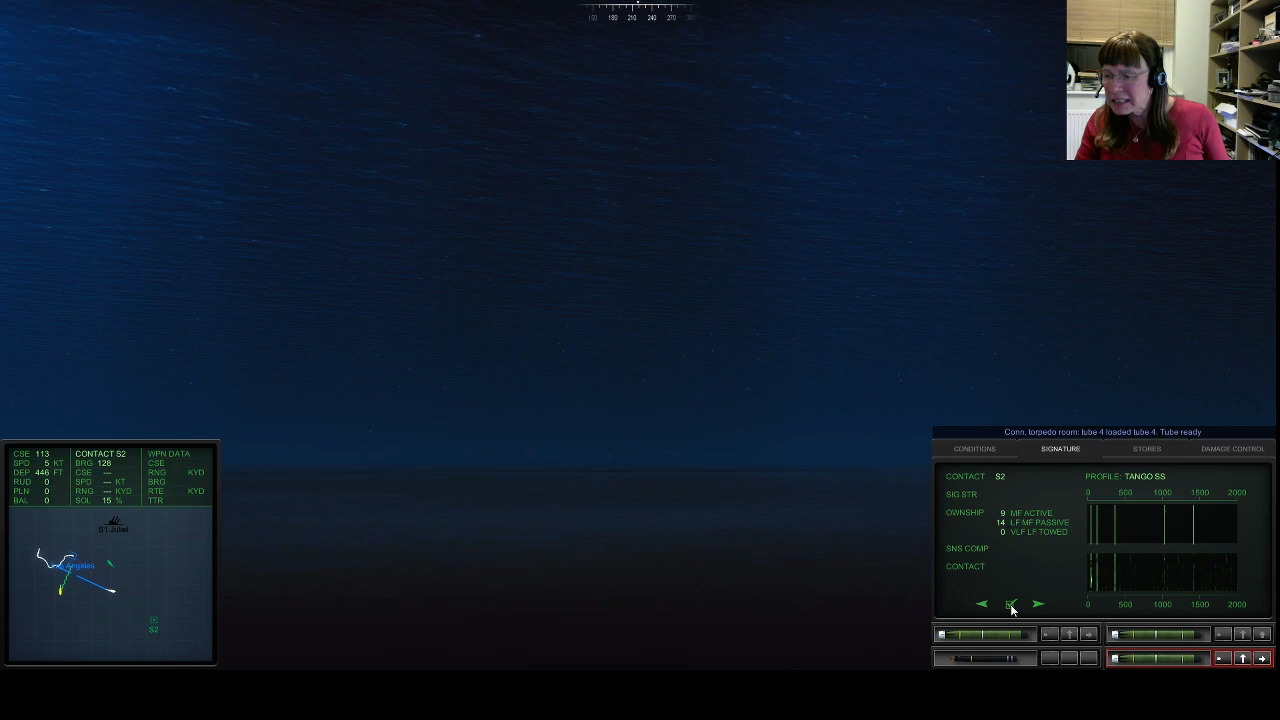 150 180 210 240 270 300
CSE 113 CONTACT S2 WPN DATA
SPD 5 KT BRG 128 CSE
DEP 446 FT CSE --- RNG KYD
RUD 0 SPD --- KT BRG
PLN 0 RNG --- KYD RTE KYD
BAL 0 SOL 15 % TTR
S1 Juliet
Los Angeles
S2
Conn, torpedo room: tube 4 loaded tube 4. Tube ready
CONDITIONS SIGNATURE STORES DAMAGE CONTROL
CONTACT S2 PROFILE: TANGO SS
SIG STR 0 500 1000 1500 2000
OWNSHIP 9 MF ACTIVE
14 LF MF PASSIVE
0 VLF LF TOWED
SNS COMP
CONTACT
0 500 1000 1500 2000